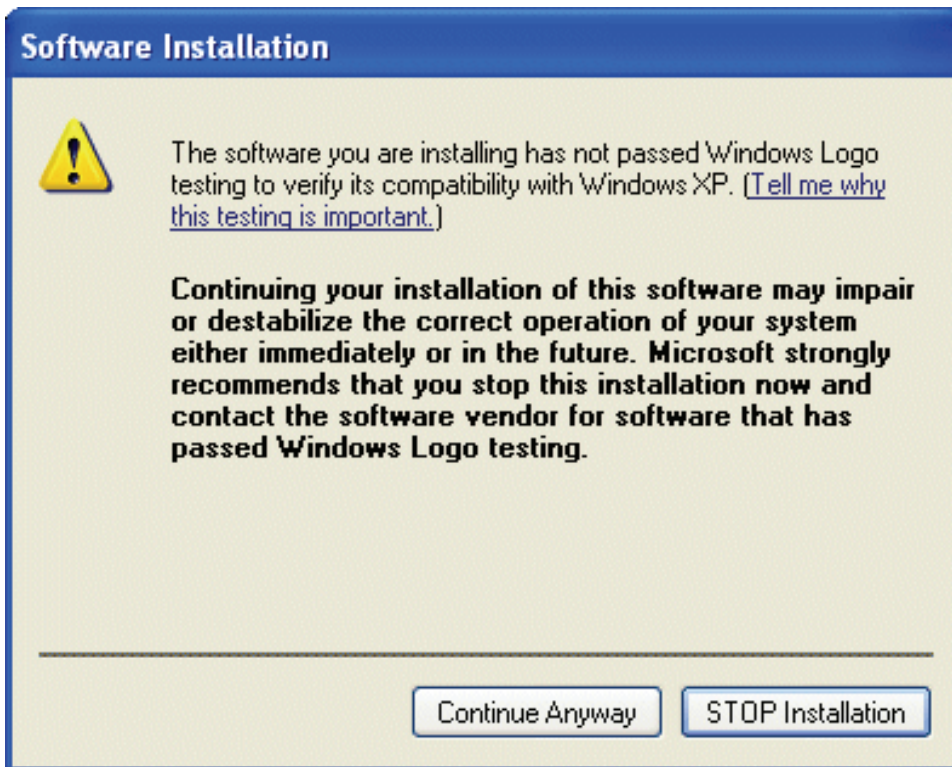 Software Installation
The software you are installing has not passed Windows Logo
testing to verify its compatibility with Windows XP. (Tell me why
this testing is important.)
Continuing your installation of this software may impair
or destabilize the correct operation of your system
either immediately or in the future. Microsoft strongly
recommends that you stop this installation now and
contact the software vendor for software that has
passed Windows Logo testing.
Continue Anyway
STOP Installation